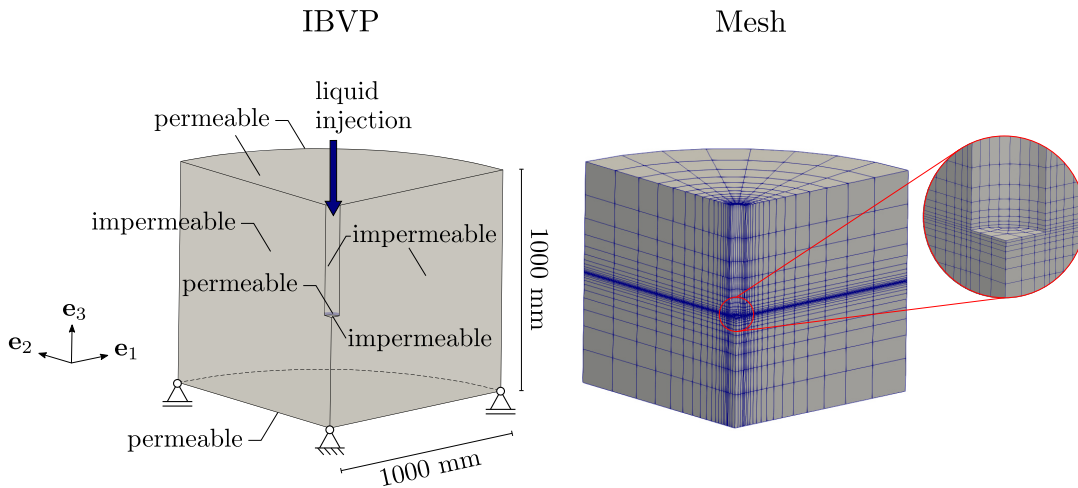 IBVP
Mesh
liquid
injection
permeable
impermeable
impermeable
permeable
impermeable
permeable
e₃
e₂
e₁
1000 mm
1000 mm